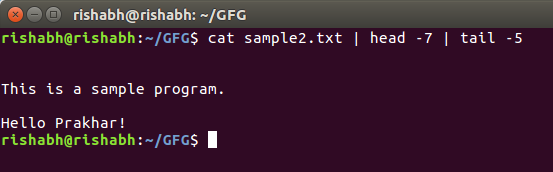 rishabh@rishabh: ~/GFG
rishabh@rishabh:~/GFG$ cat sample2.txt | head -7 | tail -5
This is a sample program.
Hello Prakhar!
rishabh@rishabh:~/GFG$